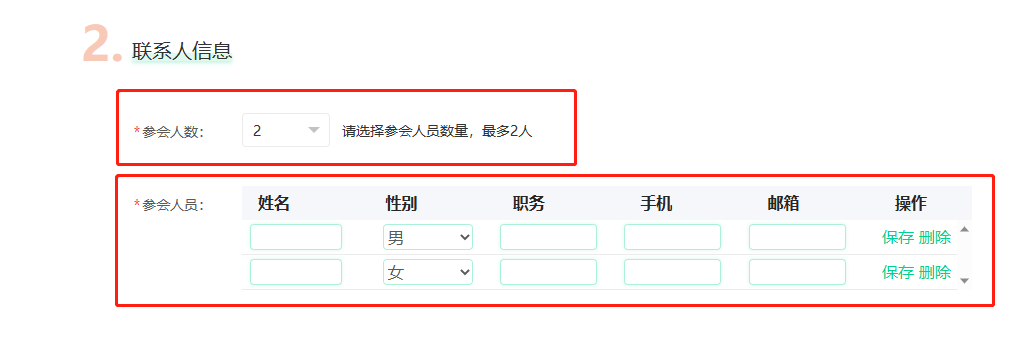 2. 联系人信息
*参会人数： 2 请选择参会人员数量，最多2人
*参会人员： 姓名 性别 职务 手机 邮箱 操作
男 保存 删除
女 保存 删除